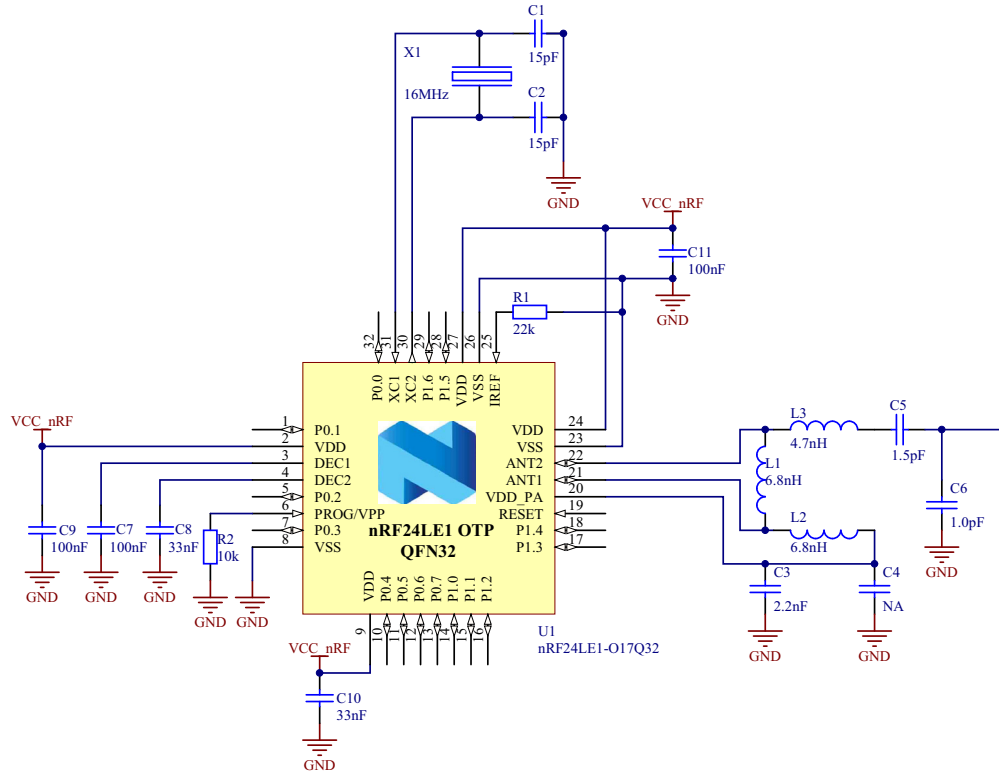 C1
15pF
X1
16MHz
C2
15pF
GND
VCC_nRF
C11
100nF
GND
R1
22k
32
31
30
29
28
27
26
25
P0.0
XC1
XC2
P1.6
P1.5
VDD
VSS
IREF
VCC_nRF
1
P0.1
2
VDD
3
DEC1
4
DEC2
5
P0.2
6
PROG/VPP
7
P0.3
8
VSS
nRF24LE1 OTP
QFN32
VDD
24
VSS
23
ANT2
22
ANT1
21
VDD_PA
20
RESET
19
P1.4
18
P1.3
17
L3
4.7nH
C5
1.5pF
L1
6.8nH
L2
6.8nH
C6
1.0pF
GND
C3
2.2nF
GND
C4
NA
GND
C9
100nF
GND
C7
100nF
GND
C8
33nF
GND
R2
10k
GND
GND
VDD
P0.4
P0.5
P0.6
P0.7
P1.0
P1.1
P1.2
9
10
11
12
13
14
15
16
U1
nRF24LE1-O17Q32
VCC_nRF
C10
33nF
GND